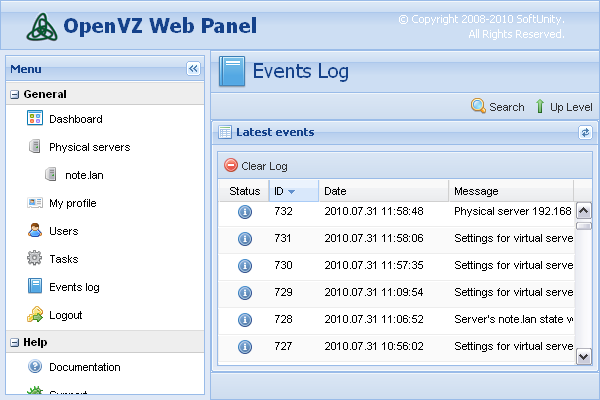 OpenVZ Web Panel
© Copyright 2008-2010 SoftUnity.
All Rights Reserved.
Menu
General
Dashboard
Physical servers
note.lan
My profile
Users
Tasks
Events log
Logout
Help
Documentation
Support
Events Log
Search Up Level
Latest events
Clear Log
Status ID Date Message
732 2010.07.31 11:58:48 Physical server 192.168
731 2010.07.31 11:58:06 Settings for virtual serve
730 2010.07.31 11:57:35 Settings for virtual serve
729 2010.07.31 11:09:54 Settings for virtual serve
728 2010.07.31 11:06:52 Server's note.lan state v
727 2010.07.31 10:56:02 Settings for virtual serve